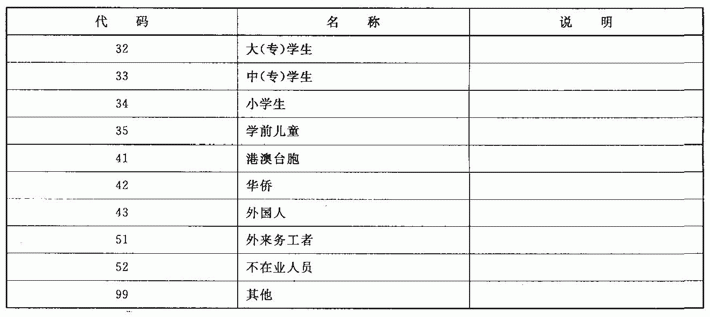 代 码 名 称 说 明
32 大(专)学生
33 中(专)学生
34 小学生
35 学前儿童
41 港澳台胞
42 华侨
43 外国人
51 外来务工者
52 不在业人员
99 其他